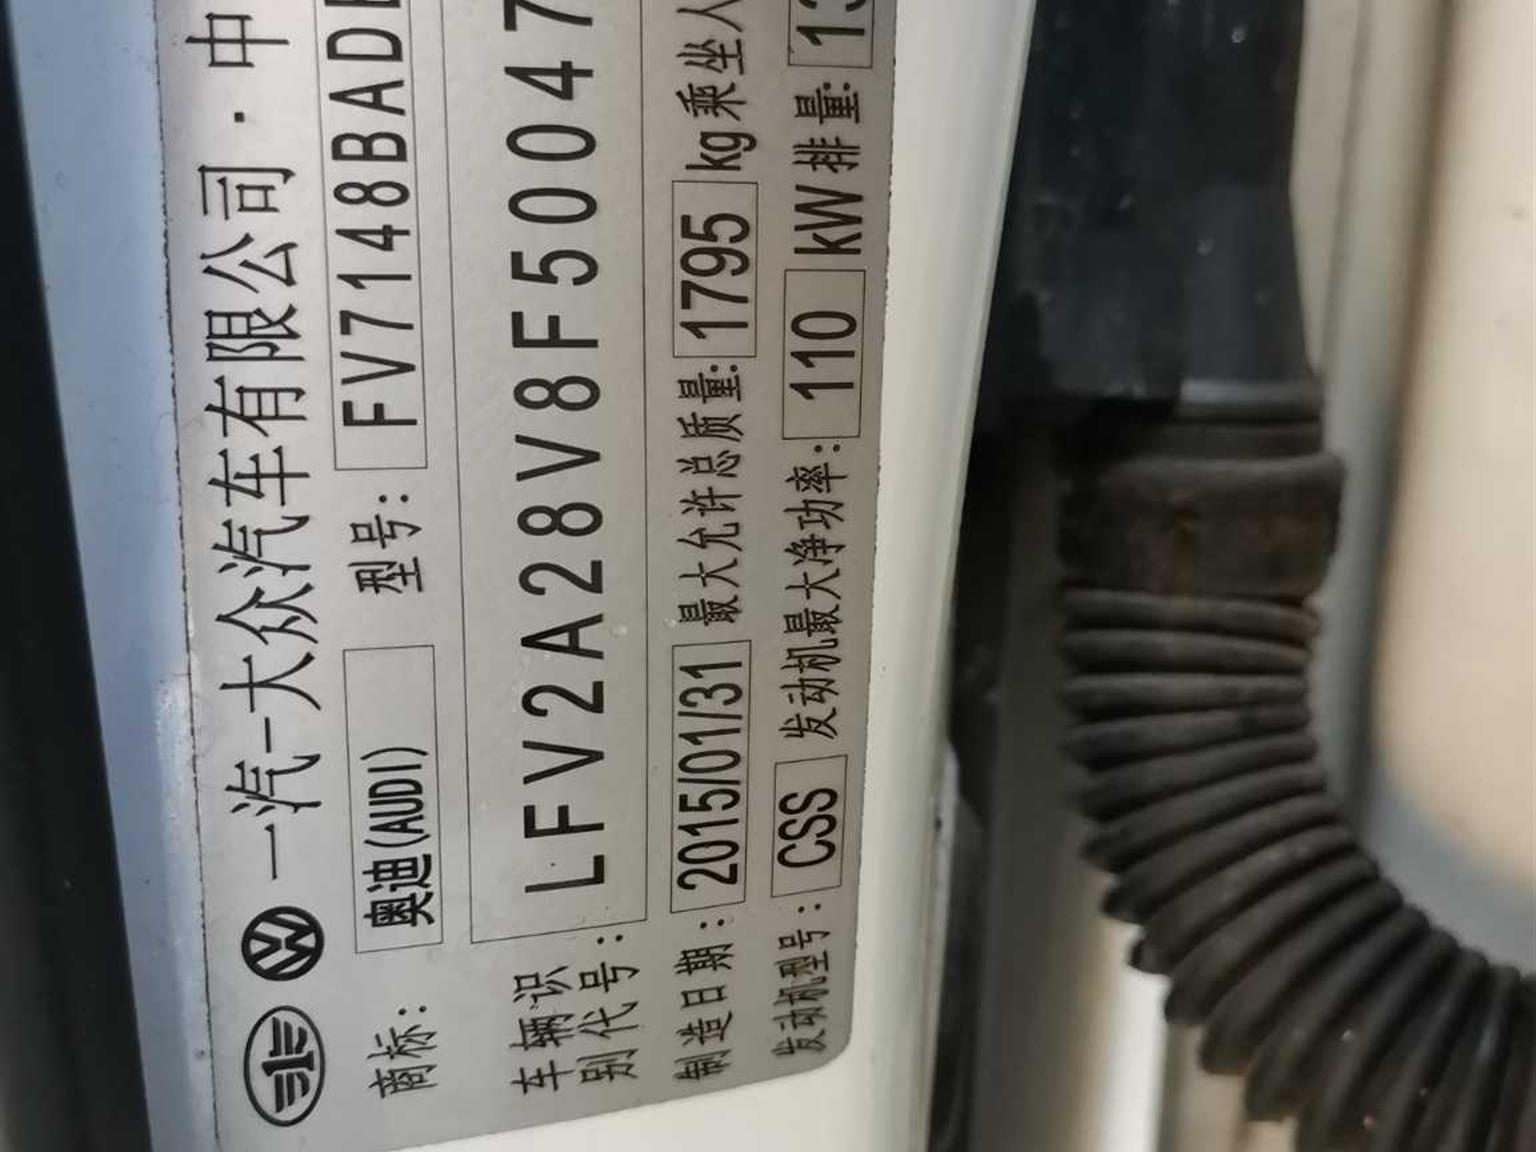 一汽-大众汽车有限公司·中
商标： 奥迪(AUDI) 型号： FV7148BAD
车辆识别代号： LFV2A28V8F50047
制造日期： 2015/01/31 最大允许总质量： 1795 kg 乘坐人
发动机型号： CSS 发动机最大净功率： 110 kW 排量： 13